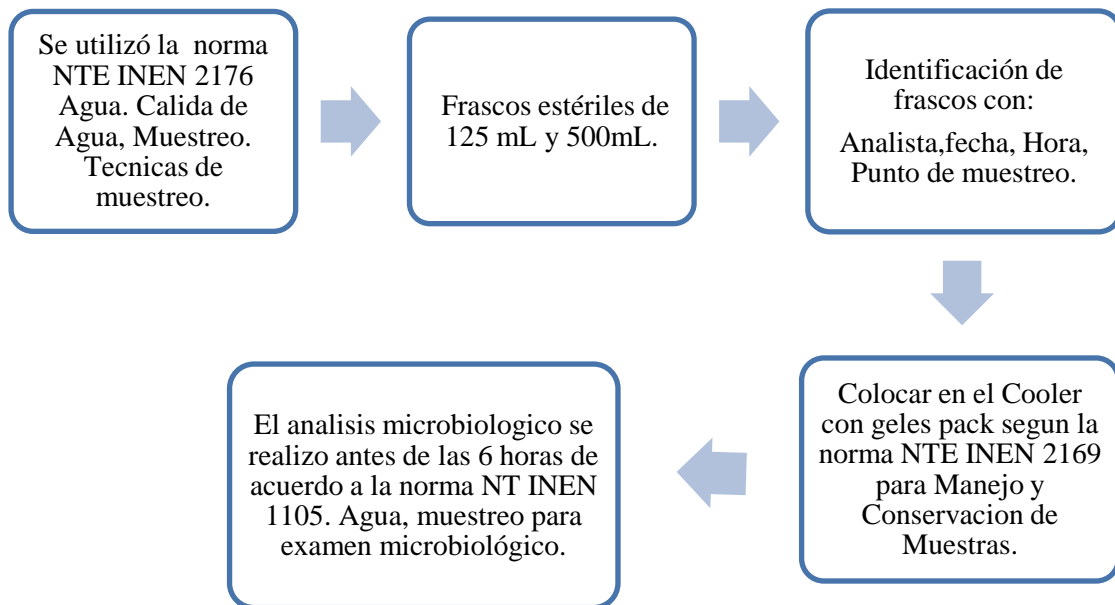 Se utilizó la norma
NTE INEN 2176
Agua. Calida de
Agua, Muestreo.
Tecnicas de
muestreo.
Frascos estériles de
125 mL y 500mL.
Identificación de
frascos con:
Analista,fecha, Hora,
Punto de muestreo.
Colocar en el Cooler
con geles pack segun la
norma NTE INEN 2169
para Manejo y
Conservacion de
Muestras.
El analisis microbiologico se
realizo antes de las 6 horas de
acuerdo a la norma NT INEN
1105. Agua, muestreo para
examen microbiológico.